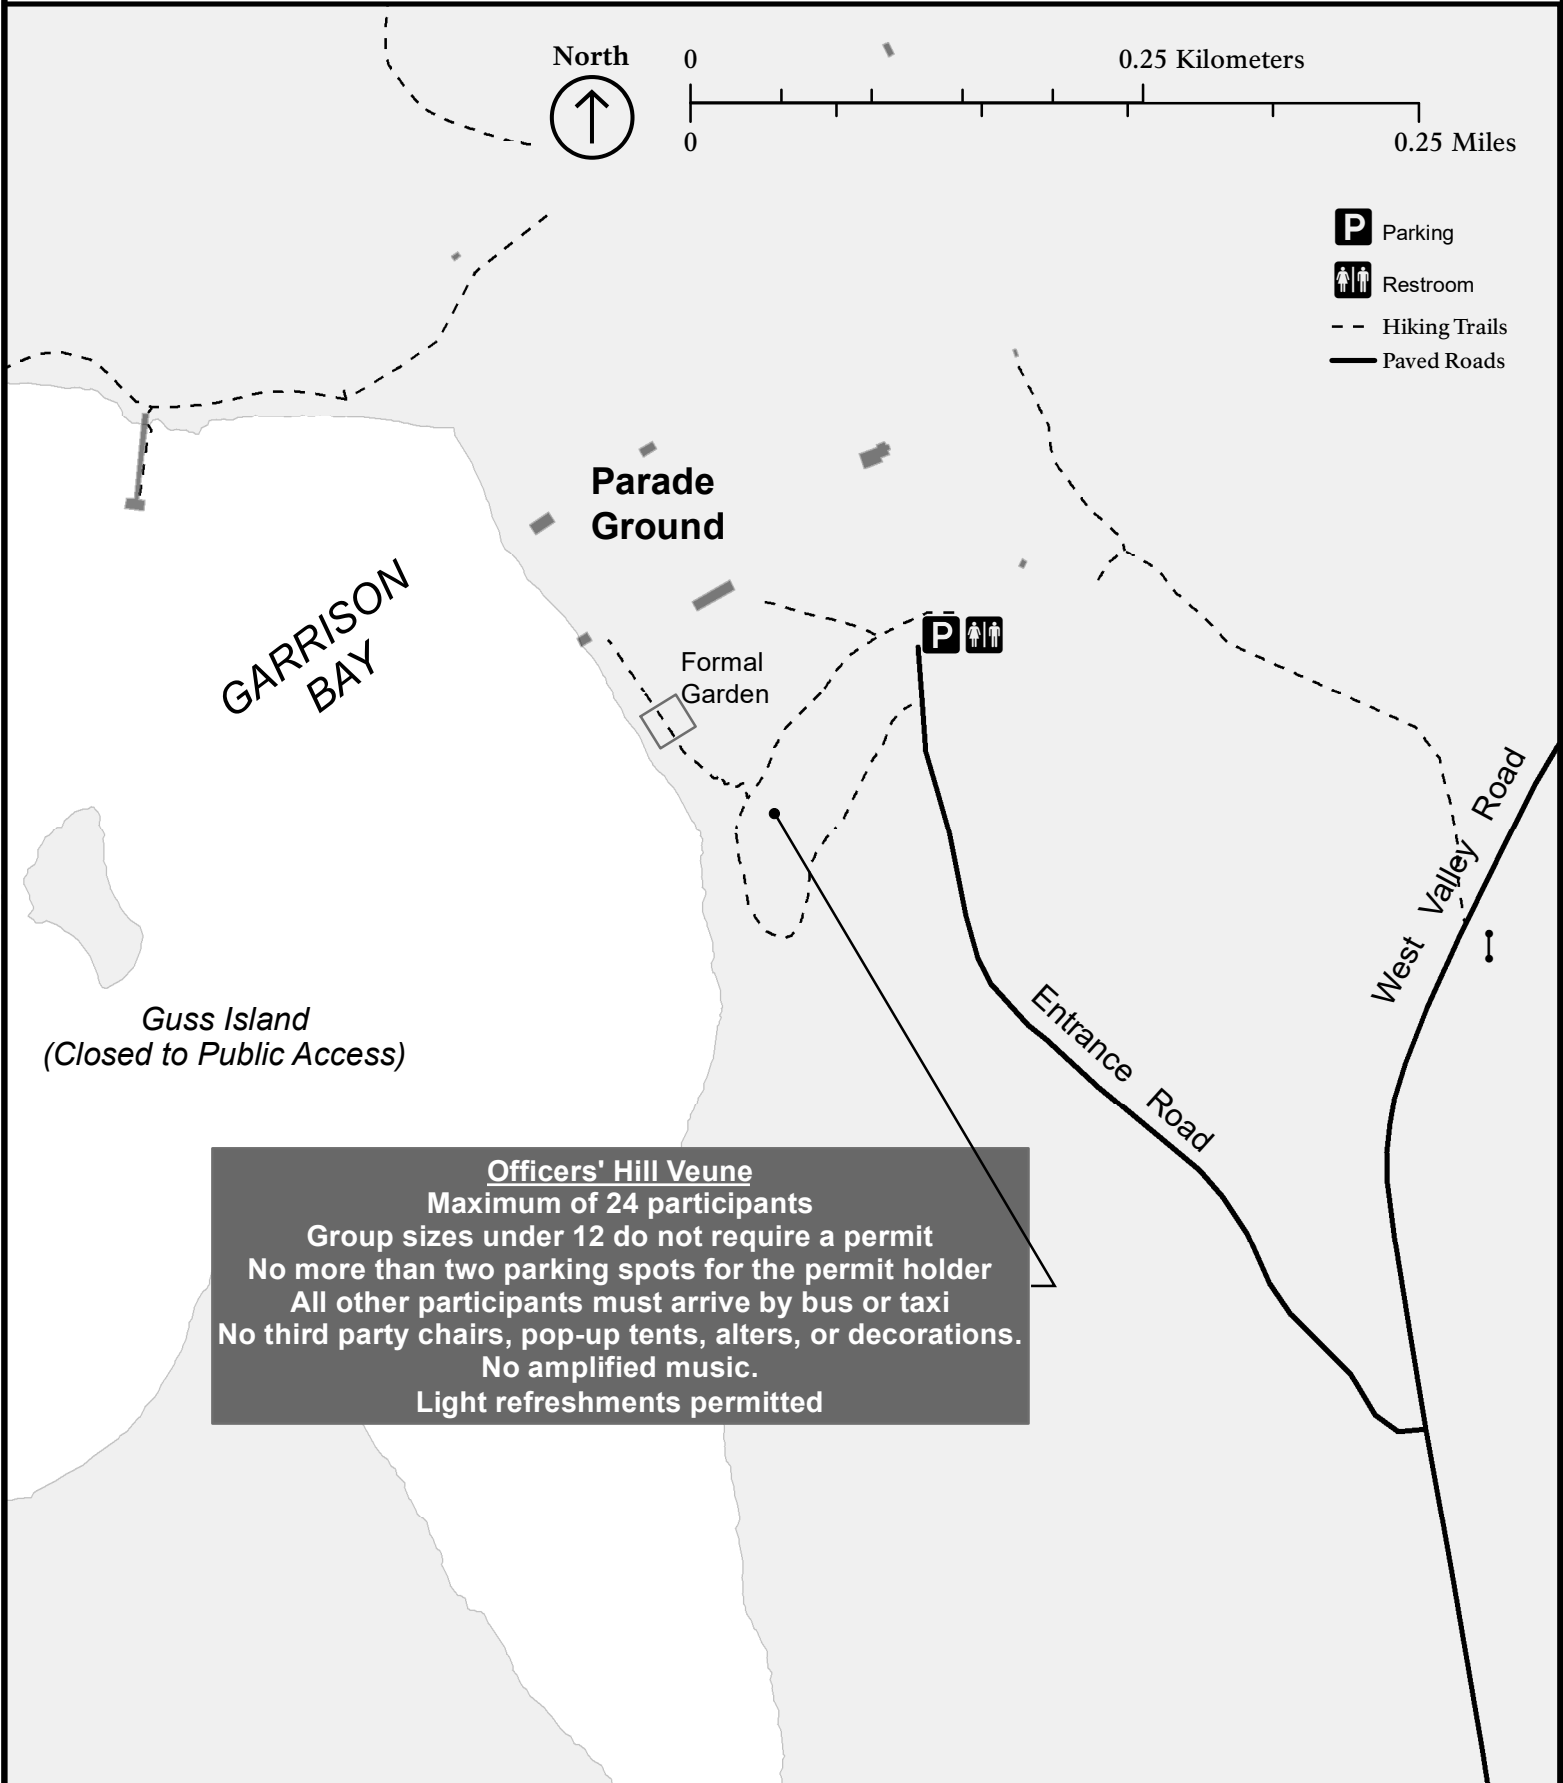 North
0
0.25 Kilometers
0
0.25 Miles
P Parking
Restroom
Hiking Trails
Paved Roads
Parade
Ground
GARRISON
BAY
P
Formal
Garden
West Valley Road
Guss Island
(Closed to Public Access)
Entrance Road
Officers' Hill Veune
Maximum of 24 participants
Group sizes under 12 do not require a permit
No more than two parking spots for the permit holder
All other participants must arrive by bus or taxi
No third party chairs, pop-up tents, alters, or decorations.
No amplified music.
Light refreshments permitted